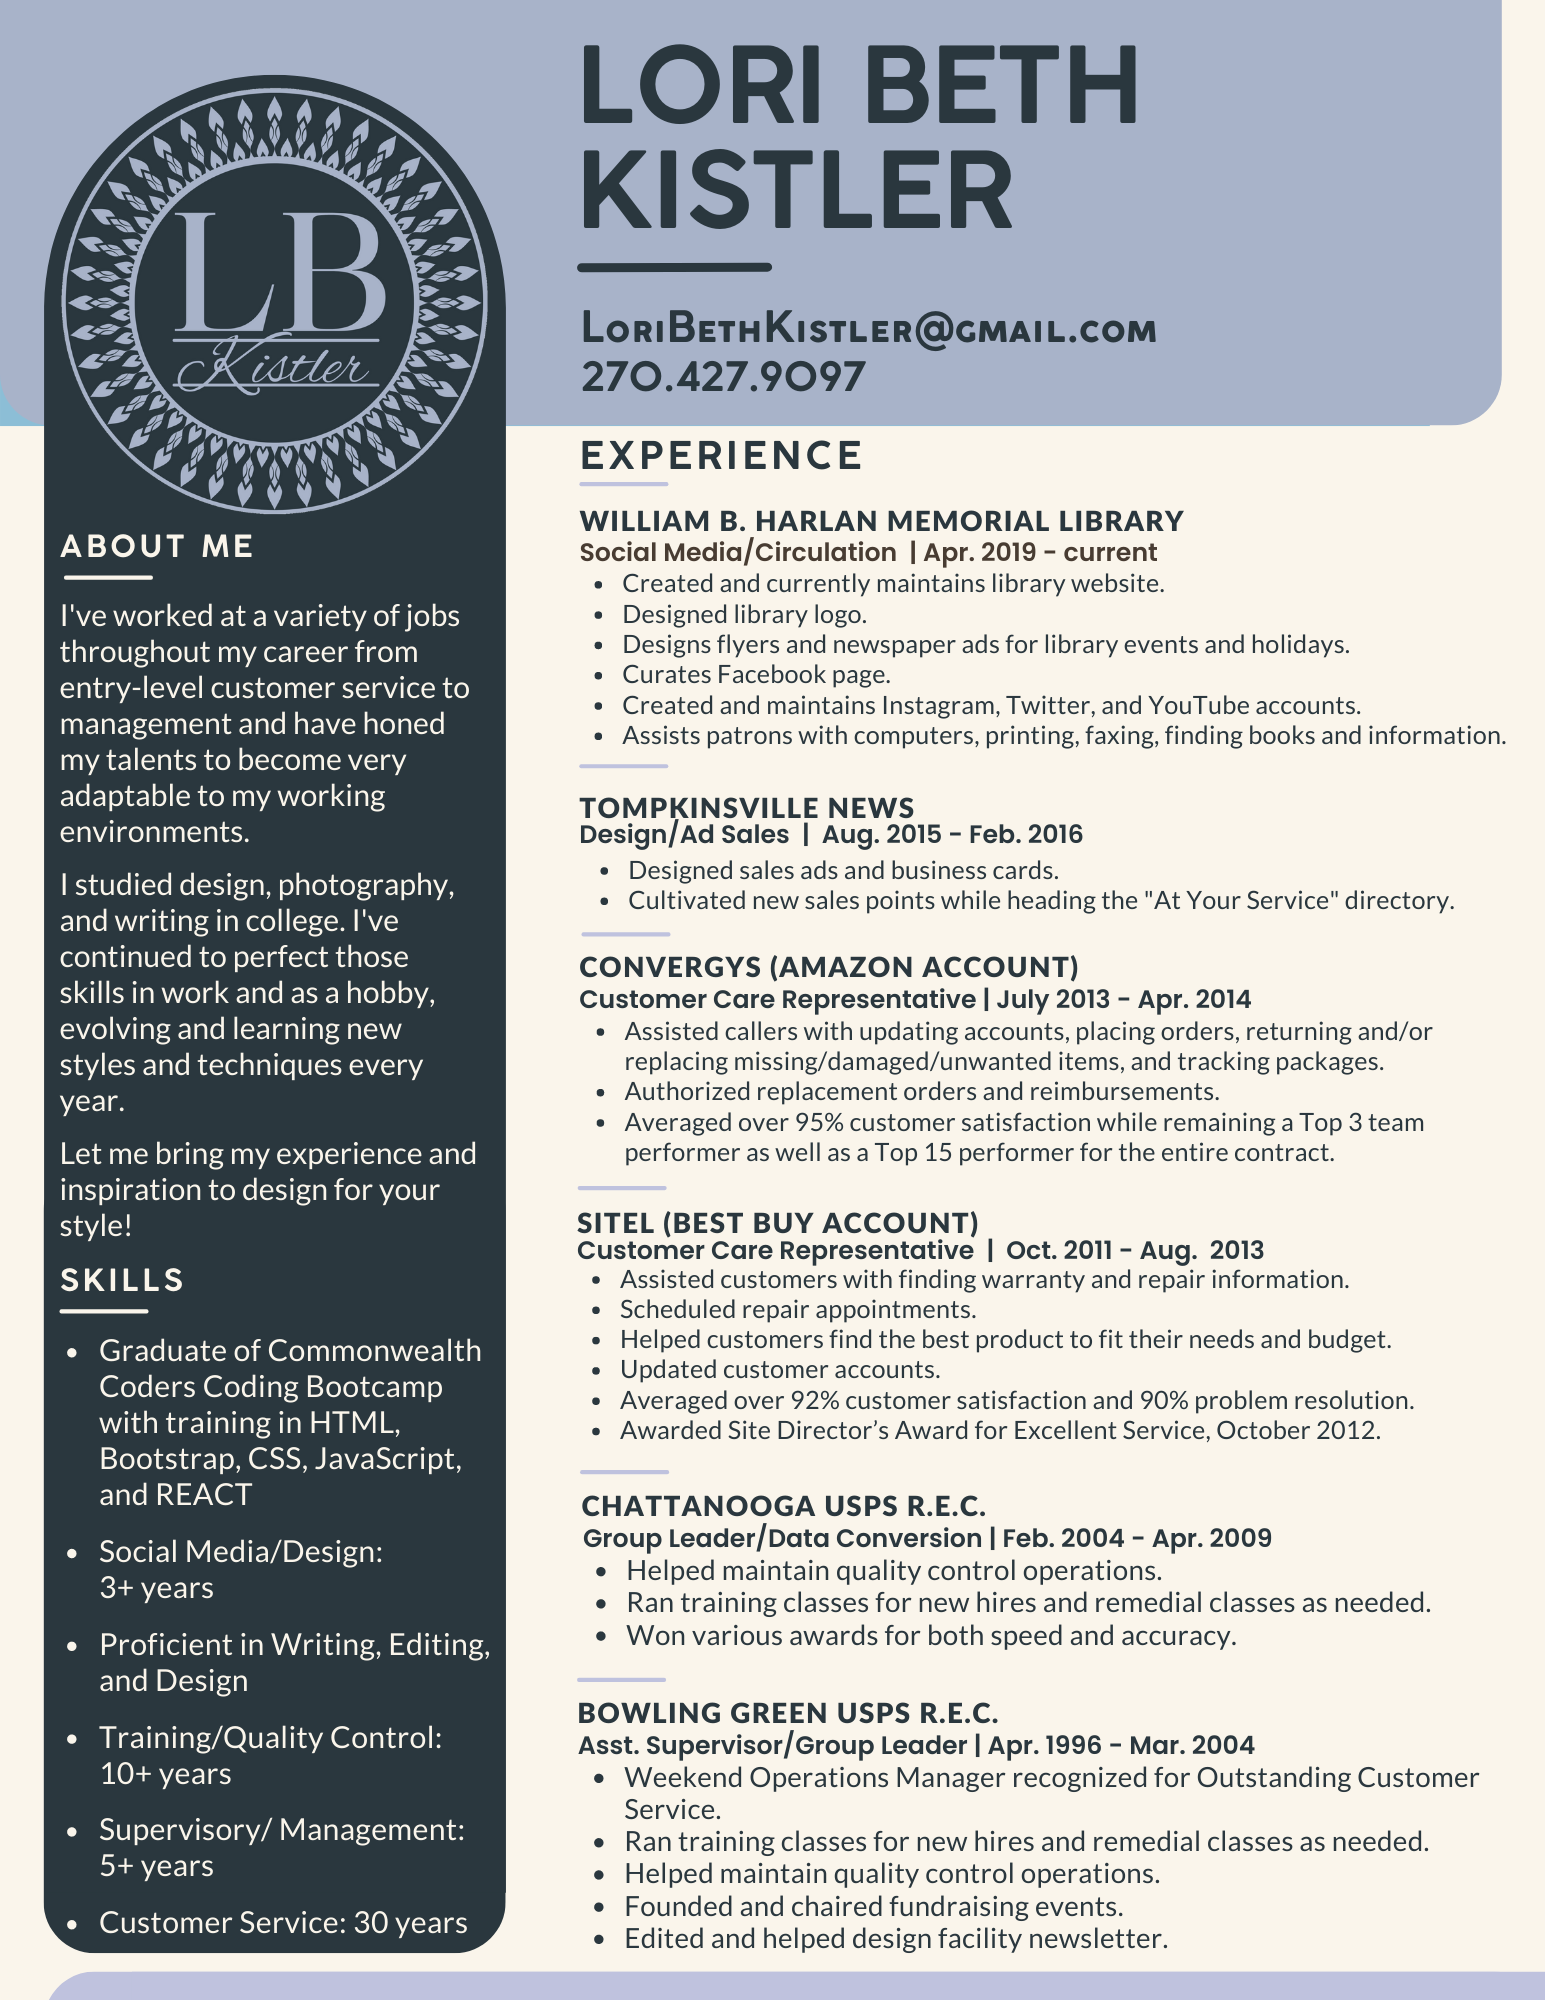 LORI BETH
KISTLER
LoriBethKistler@gmail.com
270.427.9097
LB
Kistler
ABOUT ME
I've worked at a variety of jobs
throughout my career from
entry-level customer service to
management and have honed
my talents to become very
adaptable to my working
environments.
I studied design, photography,
and writing in college. I've
continued to perfect those
skills in work and as a hobby,
evolving and learning new
styles and techniques every
year.
Let me bring my experience and
inspiration to design for your
style!
SKILLS
• Graduate of Commonwealth
Coders Coding Bootcamp
with training in HTML,
Bootstrap, CSS, JavaScript,
and REACT
• Social Media/Design:
3+ years
• Proficient in Writing, Editing,
and Design
• Training/Quality Control:
10+ years
• Supervisory/ Management:
5+ years
• Customer Service: 30 years
EXPERIENCE
WILLIAM B. HARLAN MEMORIAL LIBRARY
Social Media/Circulation | Apr. 2019 - current
• Created and currently maintains library website.
• Designed library logo.
• Designs flyers and newspaper ads for library events and holidays.
• Curates Facebook page.
• Created and maintains Instagram, Twitter, and YouTube accounts.
• Assists patrons with computers, printing, faxing, finding books and information.
TOMPKINSVILLE NEWS
Design/Ad Sales | Aug. 2015 - Feb. 2016
• Designed sales ads and business cards.
• Cultivated new sales points while heading the "At Your Service" directory.
CONVERGYS (AMAZON ACCOUNT)
Customer Care Representative | July 2013 - Apr. 2014
• Assisted callers with updating accounts, placing orders, returning and/or
replacing missing/damaged/unwanted items, and tracking packages.
• Authorized replacement orders and reimbursements.
• Averaged over 95% customer satisfaction while remaining a Top 3 team
performer as well as a Top 15 performer for the entire contract.
SITEL (BEST BUY ACCOUNT)
Customer Care Representative | Oct. 2011 - Aug. 2013
• Assisted customers with finding warranty and repair information.
• Scheduled repair appointments.
• Helped customers find the best product to fit their needs and budget.
• Updated customer accounts.
• Averaged over 92% customer satisfaction and 90% problem resolution.
• Awarded Site Director’s Award for Excellent Service, October 2012.
CHATTANOOGA USPS R.E.C.
Group Leader/Data Conversion | Feb. 2004 - Apr. 2009
• Helped maintain quality control operations.
• Ran training classes for new hires and remedial classes as needed.
• Won various awards for both speed and accuracy.
BOWLING GREEN USPS R.E.C.
Asst. Supervisor/Group Leader | Apr. 1996 - Mar. 2004
• Weekend Operations Manager recognized for Outstanding Customer
Service.
• Ran training classes for new hires and remedial classes as needed.
• Helped maintain quality control operations.
• Founded and chaired fundraising events.
• Edited and helped design facility newsletter.